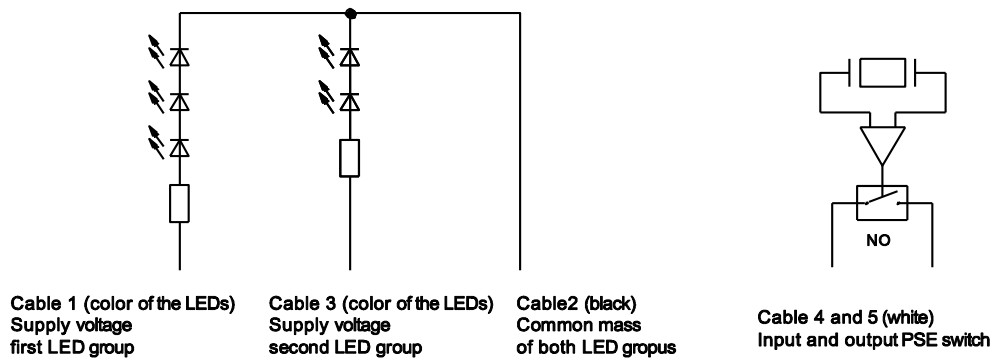 NO
Cable 1 (color of the LEDs)
Supply voltage
first LED group
Cable 3 (color of the LEDs)
Supply voltage
second LED group
Cable2 (black)
Common mass
of both LED gropus
Cable 4 and 5 (white)
Input and output PSE switch